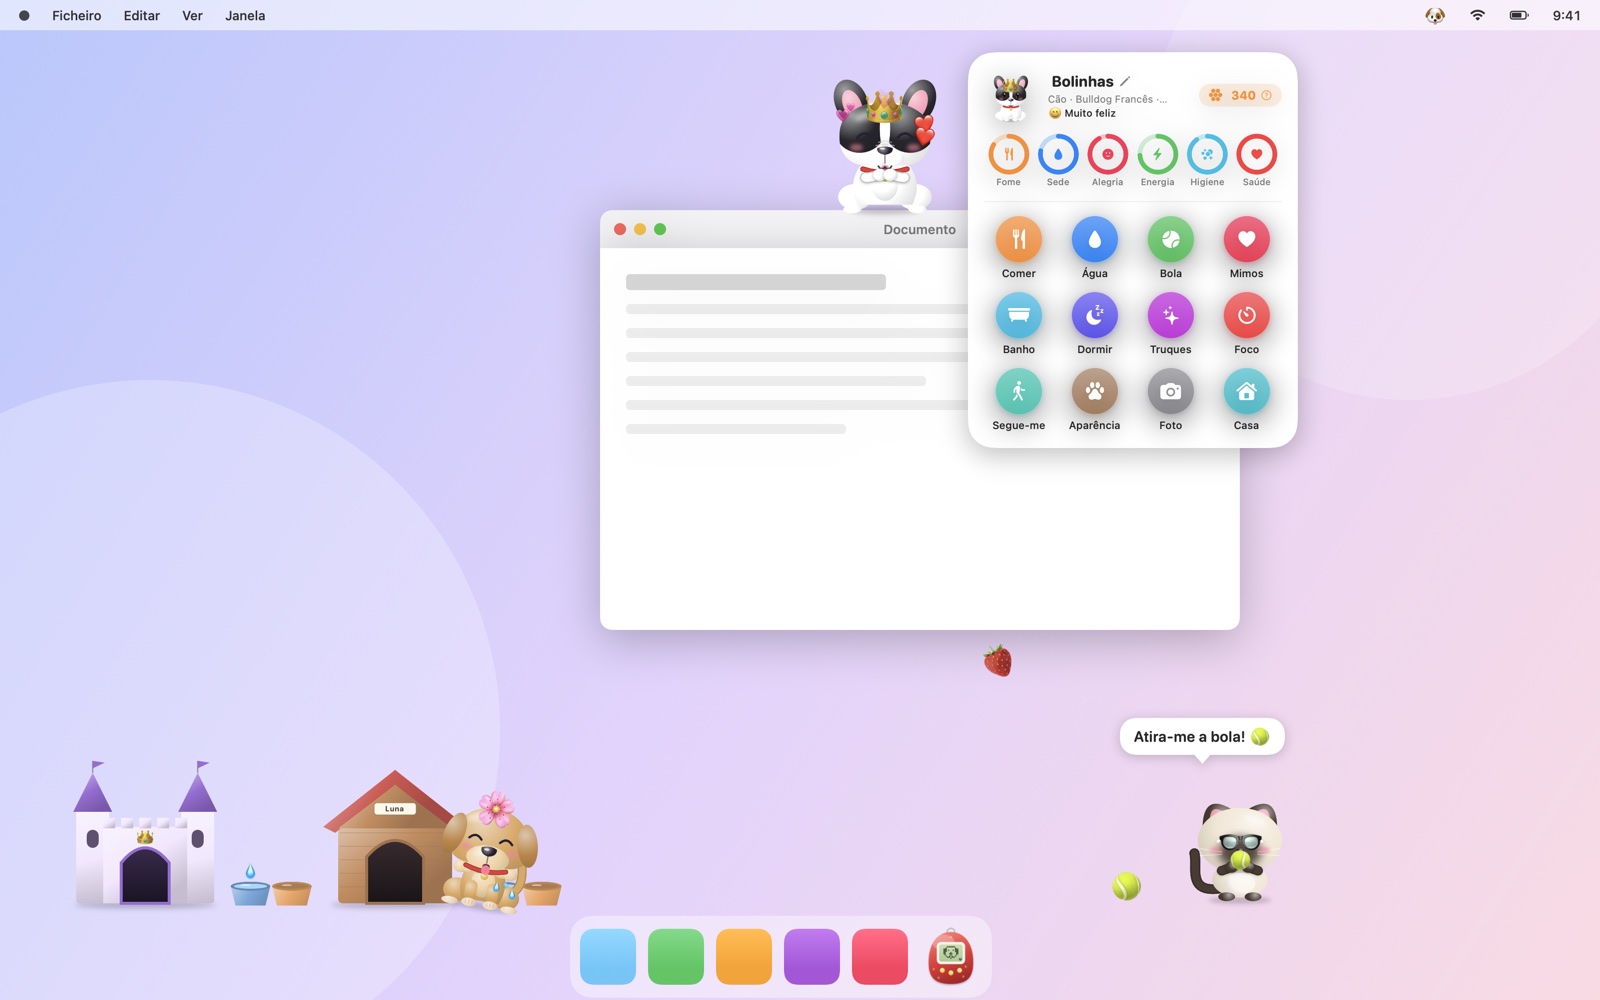 Ficheiro Editar Ver Janela 9:41
Bolinhas
Cão · Bulldog Francês ·...
Muito feliz
340
Fome Sede Alegria Energia Higiene Saúde
Documento
Comer Água Bola Mimos
Banho Dormir Truques Foco
Segue-me Aparência Foto Casa
Atira-me a bola!
Luna